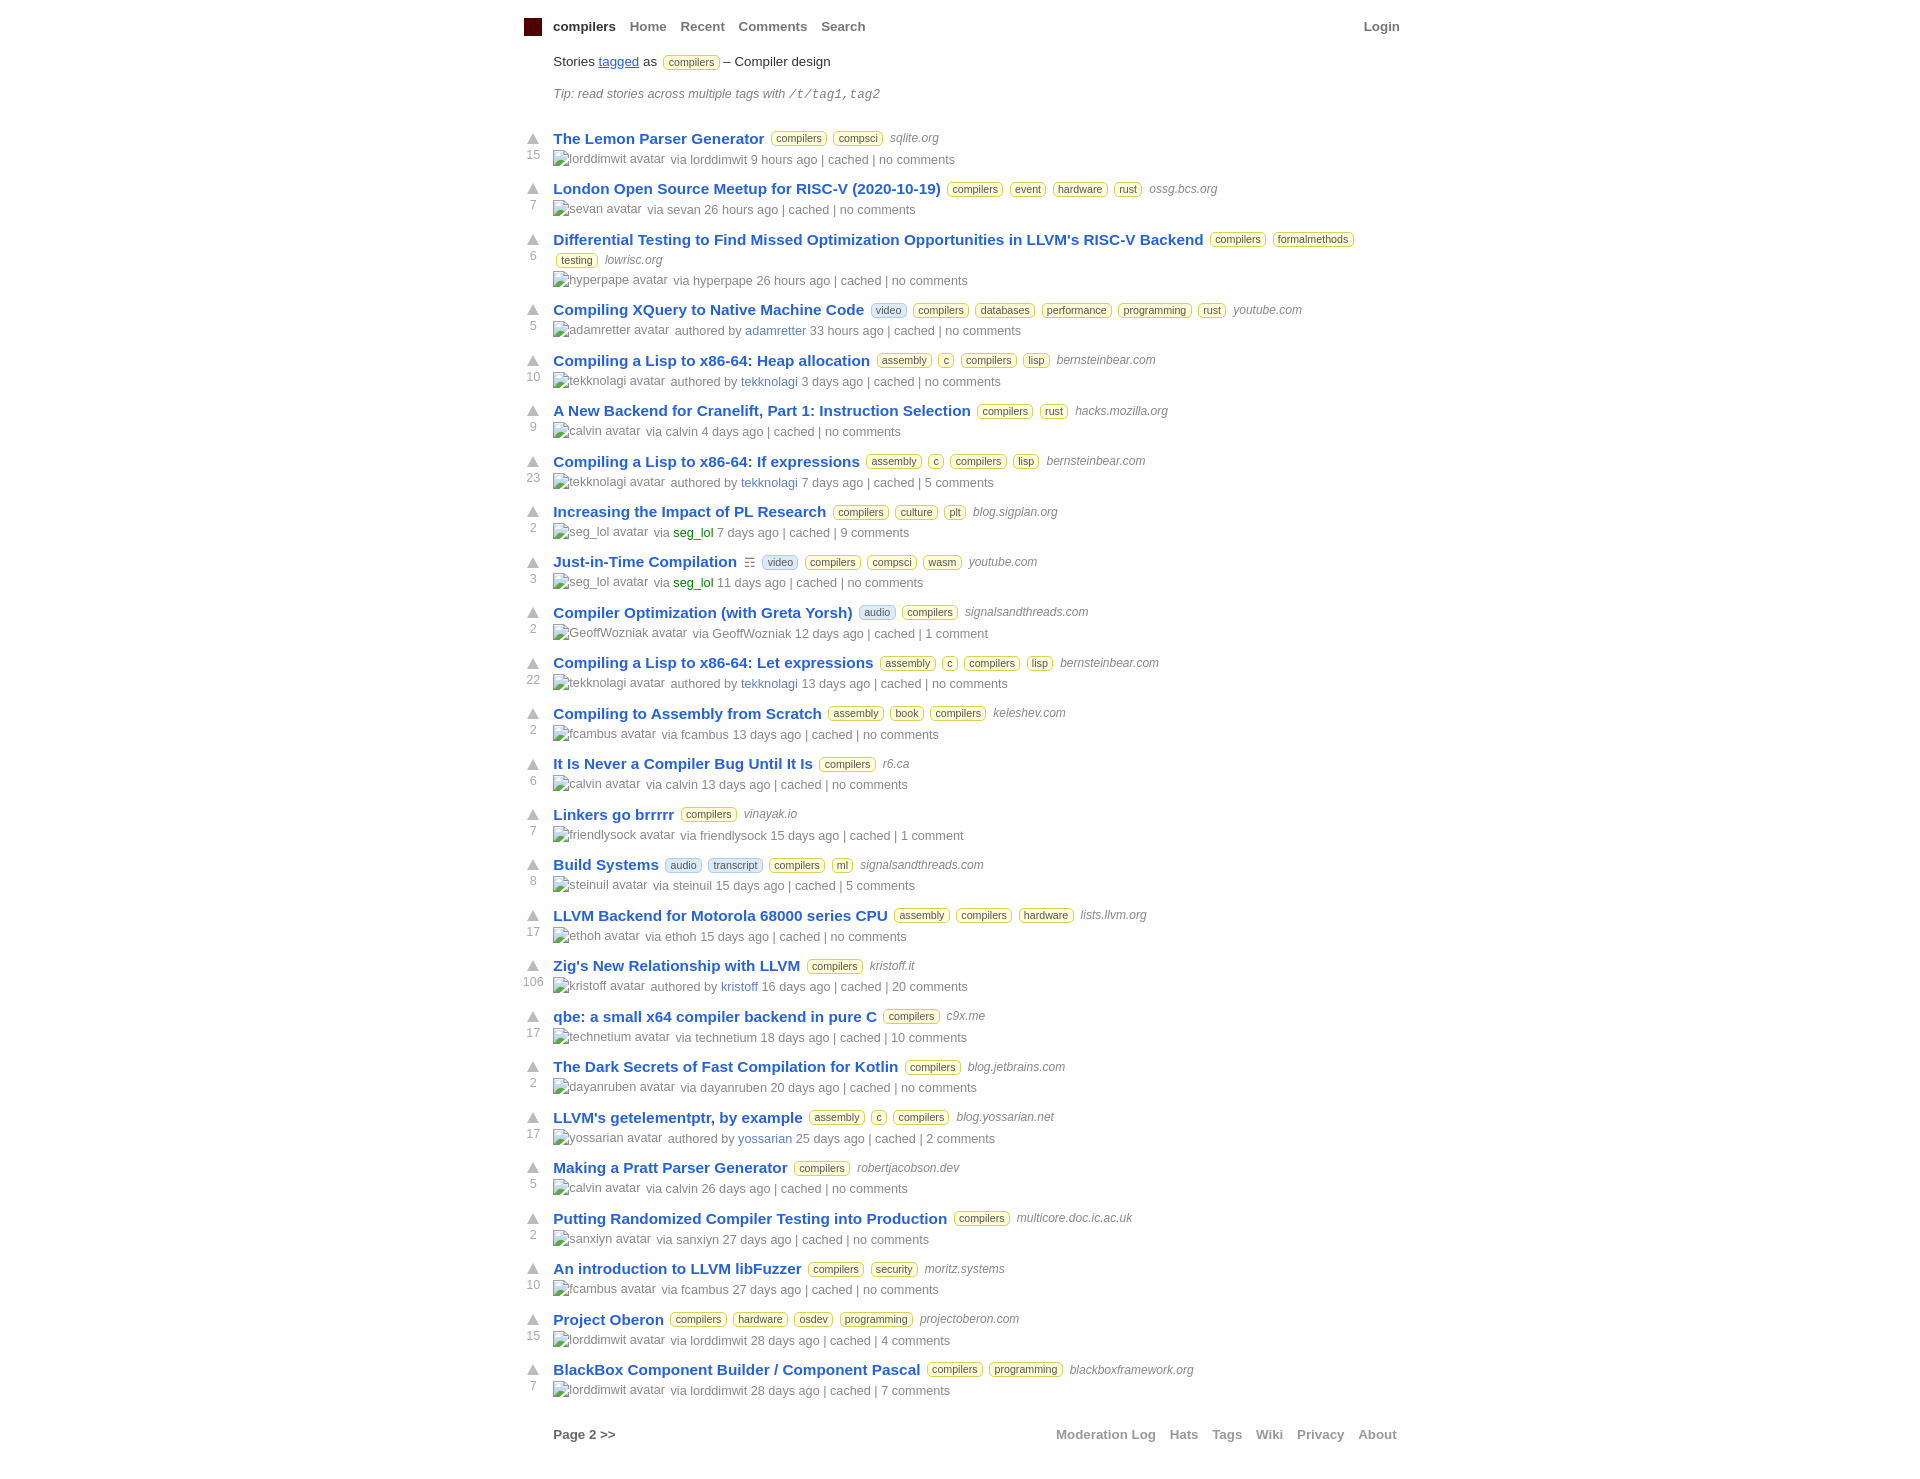 compilers Home Recent Comments Search Login
Stories tagged as compilers – Compiler design
Tip: read stories across multiple tags with /t/tag1,tag2
The Lemon Parser Generator compilers compsci sqlite.org
15 lorddimwit avatar via lorddimwit 9 hours ago | cached | no comments
London Open Source Meetup for RISC-V (2020-10-19) compilers event hardware rust ossg.bcs.org
7 sevan avatar via sevan 26 hours ago | cached | no comments
Differential Testing to Find Missed Optimization Opportunities in LLVM's RISC-V Backend compilers formalmethods
6 testing lowrisc.org
hyperpape avatar via hyperpape 26 hours ago | cached | no comments
Compiling XQuery to Native Machine Code video compilers databases performance programming rust youtube.com
5 adamretter avatar authored by adamretter 33 hours ago | cached | no comments
Compiling a Lisp to x86-64: Heap allocation assembly c compilers lisp bernsteinbear.com
10 tekknolagi avatar authored by tekknolagi 3 days ago | cached | no comments
A New Backend for Cranelift, Part 1: Instruction Selection compilers rust hacks.mozilla.org
9 calvin avatar via calvin 4 days ago | cached | no comments
Compiling a Lisp to x86-64: If expressions assembly c compilers lisp bernsteinbear.com
23 tekknolagi avatar authored by tekknolagi 7 days ago | cached | 5 comments
Increasing the Impact of PL Research compilers culture plt blog.sigplan.org
2 seg_lol avatar via seg_lol 7 days ago | cached | 9 comments
Just-in-Time Compilation ☶ video compilers compsci wasm youtube.com
3 seg_lol avatar via seg_lol 11 days ago | cached | no comments
Compiler Optimization (with Greta Yorsh) audio compilers signalsandthreads.com
2 GeoffWozniak avatar via GeoffWozniak 12 days ago | cached | 1 comment
Compiling a Lisp to x86-64: Let expressions assembly c compilers lisp bernsteinbear.com
22 tekknolagi avatar authored by tekknolagi 13 days ago | cached | no comments
Compiling to Assembly from Scratch assembly book compilers keleshev.com
2 fcambus avatar via fcambus 13 days ago | cached | no comments
It Is Never a Compiler Bug Until It Is compilers r6.ca
6 calvin avatar via calvin 13 days ago | cached | no comments
Linkers go brrrrr compilers vinayak.io
7 friendlysock avatar via friendlysock 15 days ago | cached | 1 comment
Build Systems audio transcript compilers ml signalsandthreads.com
8 steinuil avatar via steinuil 15 days ago | cached | 5 comments
LLVM Backend for Motorola 68000 series CPU assembly compilers hardware lists.llvm.org
17 ethoh avatar via ethoh 15 days ago | cached | no comments
Zig's New Relationship with LLVM compilers kristoff.it
106 kristoff avatar authored by kristoff 16 days ago | cached | 20 comments
qbe: a small x64 compiler backend in pure C compilers c9x.me
17 technetium avatar via technetium 18 days ago | cached | 10 comments
The Dark Secrets of Fast Compilation for Kotlin compilers blog.jetbrains.com
2 dayanruben avatar via dayanruben 20 days ago | cached | no comments
LLVM's getelementptr, by example assembly c compilers blog.yossarian.net
17 yossarian avatar authored by yossarian 25 days ago | cached | 2 comments
Making a Pratt Parser Generator compilers robertjacobson.dev
5 calvin avatar via calvin 26 days ago | cached | no comments
Putting Randomized Compiler Testing into Production compilers multicore.doc.ic.ac.uk
2 sanxiyn avatar via sanxiyn 27 days ago | cached | no comments
An introduction to LLVM libFuzzer compilers security moritz.systems
10 fcambus avatar via fcambus 27 days ago | cached | no comments
Project Oberon compilers hardware osdev programming projectoberon.com
15 lorddimwit avatar via lorddimwit 28 days ago | cached | 4 comments
BlackBox Component Builder / Component Pascal compilers programming blackboxframework.org
7 lorddimwit avatar via lorddimwit 28 days ago | cached | 7 comments
Page 2 >> Moderation Log Hats Tags Wiki Privacy About